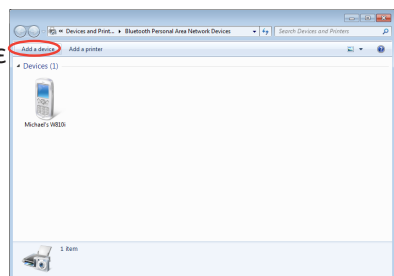 « Devices and Print... ▸ Bluetooth Personal Area Network Devices
Search Devices and Printers
Add a device Add a printer
Devices (1)
Michael's W810i
1 item